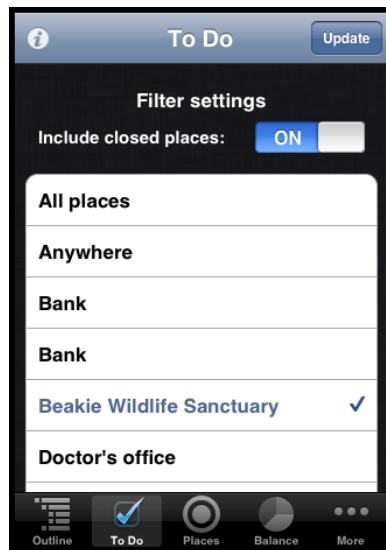 To Do
Update
Filter settings
Include closed places: ON
All places
Anywhere
Bank
Bank
Beakie Wildlife Sanctuary
Doctor's office
Outline To Do Places Balance More